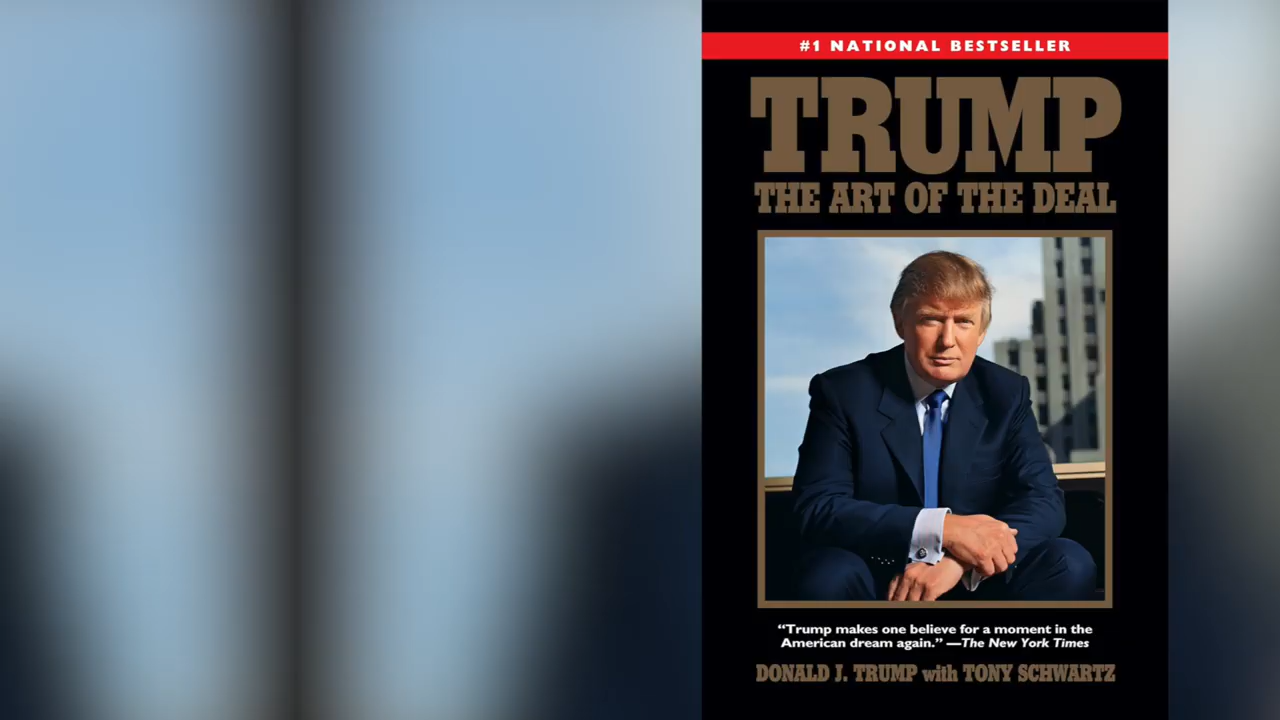 #1 NATIONAL BESTSELLER
TRUMP
THE ART OF THE DEAL
“Trump makes one believe for a moment in the
American dream again.” —The New York Times
DONALD J. TRUMP with TONY SCHWARTZ